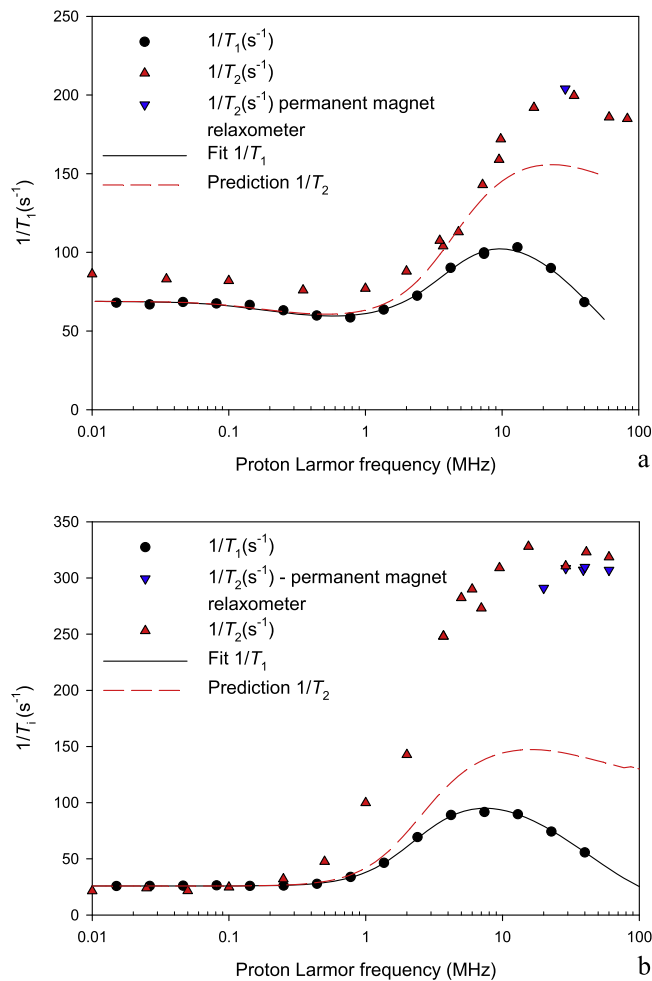 250
200
150
100
50
0
1/T1(s-1)
1/T1(s-1)
1/T2(s-1)
1/T2(s-1) permanent magnet
relaxometer
Fit 1/T1
Prediction 1/T2
0.01
0.1
1
10
100
Proton Larmor frequency (MHz)
a
350
300
250
200
150
100
50
0
1/Ti(s-1)
1/T1(s-1)
1/T2(s-1) - permanent magnet
relaxometer
1/T2(s-1)
Fit 1/T1
Prediction 1/T2
0.01
0.1
1
10
100
Proton Larmor frequency (MHz)
b